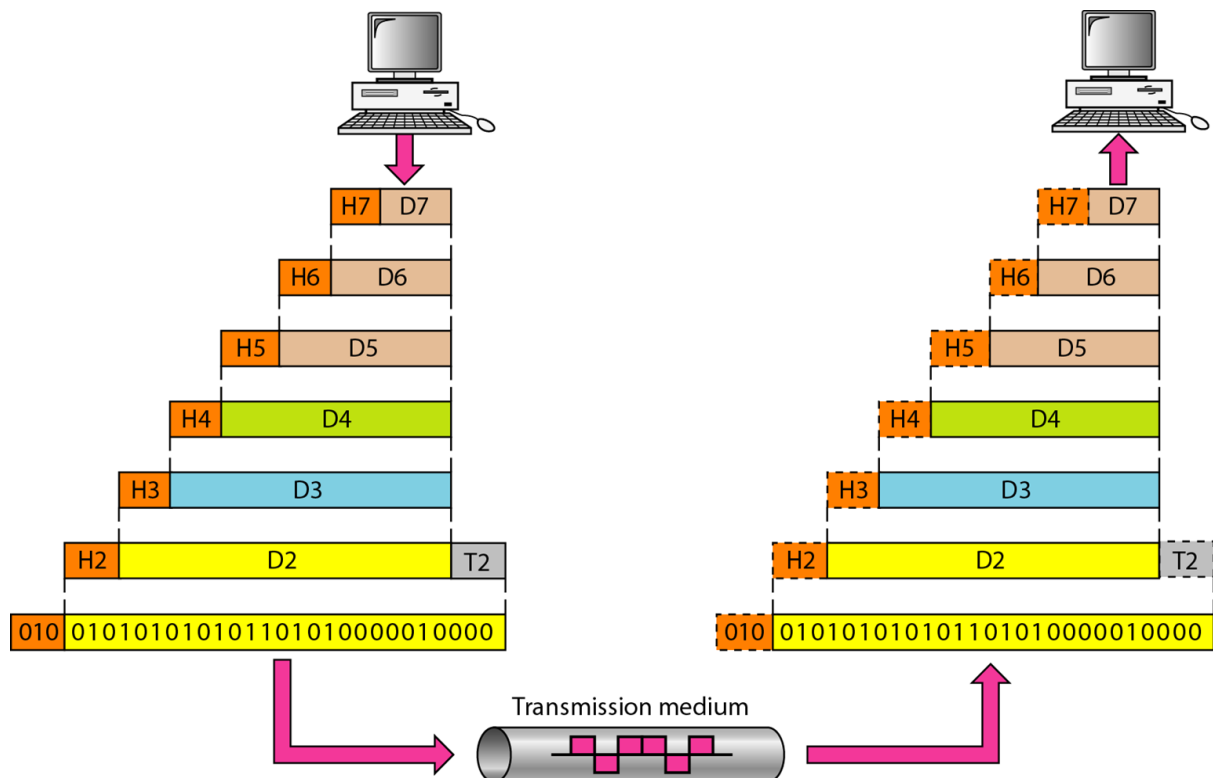 H7 D7 H7 D7
H6 D6 H6 D6
H5 D5 H5 D5
H4 D4 H4 D4
H3 D3 H3 D3
H2 D2 T2 H2 D2 T2
010 010101010101101010000010000 010 010101010101101010000010000
Transmission medium